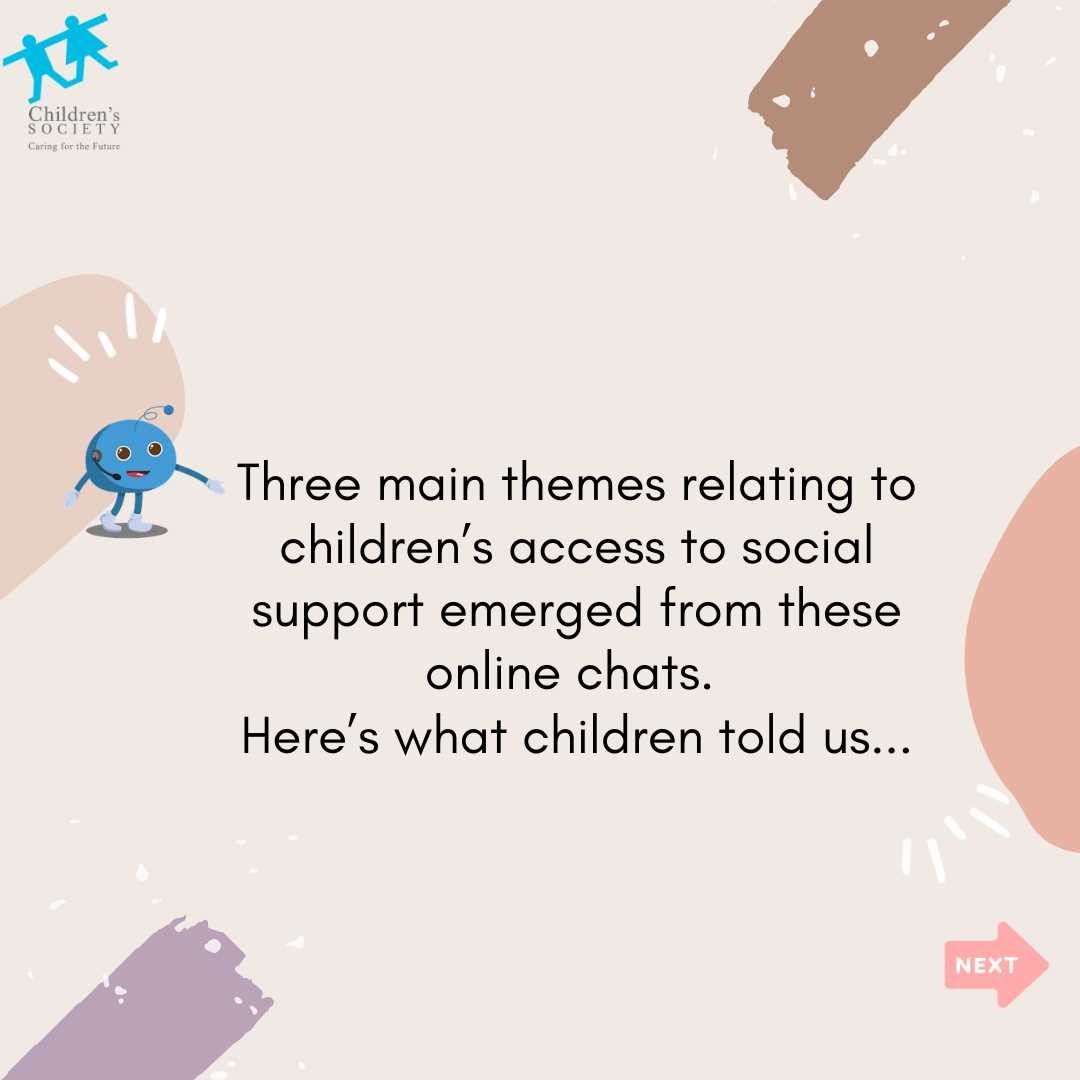 Children's
SOCIETY
Caring for the Future
Three main themes relating to
children's access to social
support emerged from these
online chats.
Here's what children told us...
NEXT